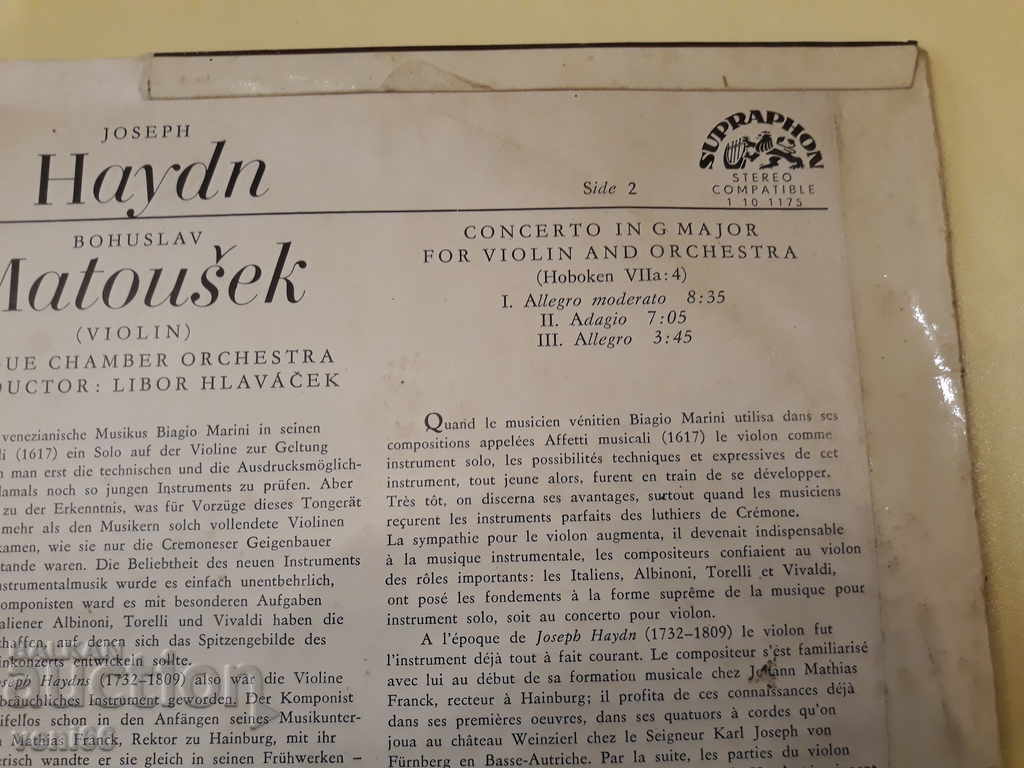 JOSEPH
Haydn
SUPRAPHON
STEREO
COMPATIBLE
1 10 1175
Side 2
BOHUSLAV
Matoušek
(VIOLIN)
GUE CHAMBER ORCHESTRA
DUCTOR: LIBOR HLAVÁČEK
CONCERTO IN G MAJOR
FOR VIOLIN AND ORCHESTRA
(Hoboken VIIa:4)
I. Allegro moderato 8:35
II. Adagio 7:05
III. Allegro 3:45
venezianische Musikus Biagio Marini in seinen
li (1617) ein Solo auf der Violine zur Geltung
man erst die technischen und die Ausdrucksmöglich-
damals noch so jungen Instruments zu prüfen. Aber
zu der Erkenntnis, was für Vorzüge dieses Tongerät
mehr als den Musikern solch vollendete Violinen
kamen, wie sie nur die Cremoneser Geigenbauer
tande waren. Die Beliebtheit des neuen Instruments
nstrumentalmusik wurde es einfach unentbehrlich,
omponisten ward es mit besonderen Aufgaben
aliener Albinoni, Torelli und Vivaldi haben die
chaffen, auf denen sich das Spitzengebilde des
inkonzerts entwickeln sollte.
oseph Haydns (1732-1809) also war die Violine
bräuchliches Instrument geworden. Der Komponist
ifellos schon in den Anfängen seines Musikunter-
n Mathias Franck, Rektor zu Hainburg, mit ihr
erisch wandte er sie gleich in seinen Frühwerken –
Quand le musicien vénitien Biagio Marini utilisa dans ses
compositions appelées Affetti musicali (1617) le violon comme
instrument solo, les possibilités techniques et expressives de cet
instrument, tout jeune alors, furent en train de se développer.
Très tôt, on discerna ses avantages, surtout quand les musiciens
reçurent les instruments parfaits des luthiers de Crémone.
La sympathie pour le violon augmenta, il devenait indispensable
à la musique instrumentale, les compositeurs confiaient au violon
des rôles importants: les Italiens, Albinoni, Torelli et Vivaldi,
ont posé les fondements à la forme suprême de la musique pour
instrument solo, soit au concerto pour violon.
A l'époque de Joseph Haydn (1732–1809) le violon fut
l'instrument déjà tout à fait courant. Le compositeur s'est familiarisé
avec lui au début de sa formation musicale chez Johann Mathias
Franck, recteur à Hainburg; il profita de ces connaissances déjà
dans ses premières oeuvres, dans ses quatuors à cordes qu'on
joua au château Weinzierl chez le Seigneur Karl Joseph von
Fürnberg en Basse-Autriche. Par la suite, les parties du violon